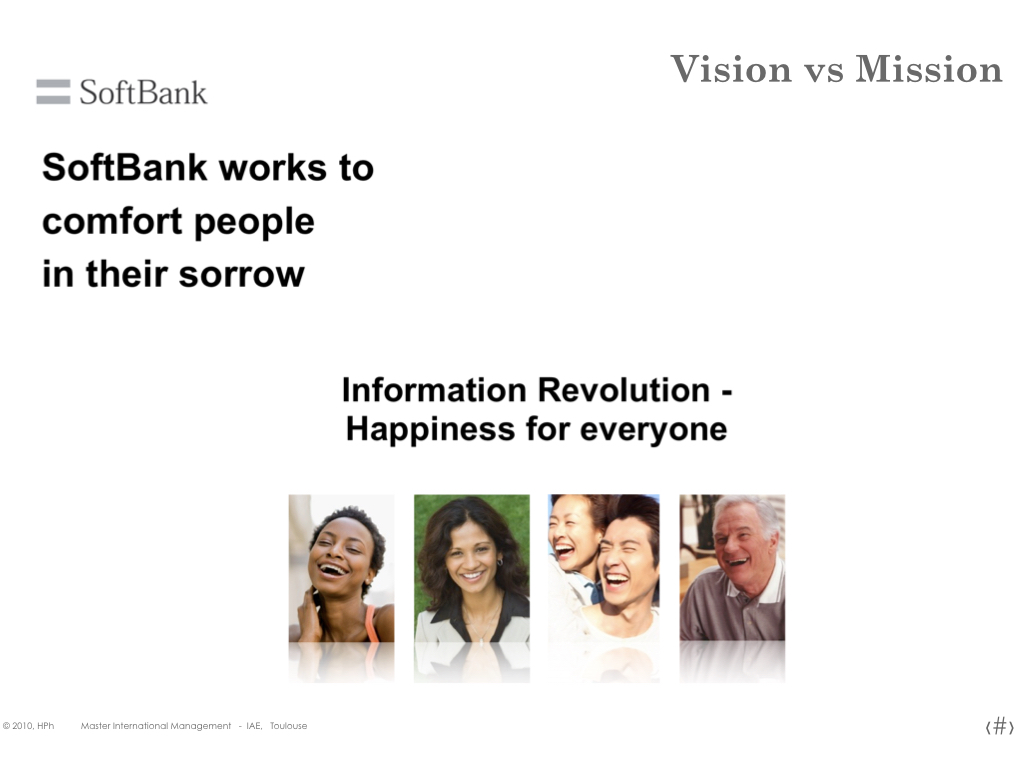 Vision vs Mission
SoftBank
SoftBank works to
comfort people
in their sorrow
Information Revolution -
Happiness for everyone
© 2010, HPh Master International Management - IAE, Toulouse
‹#›